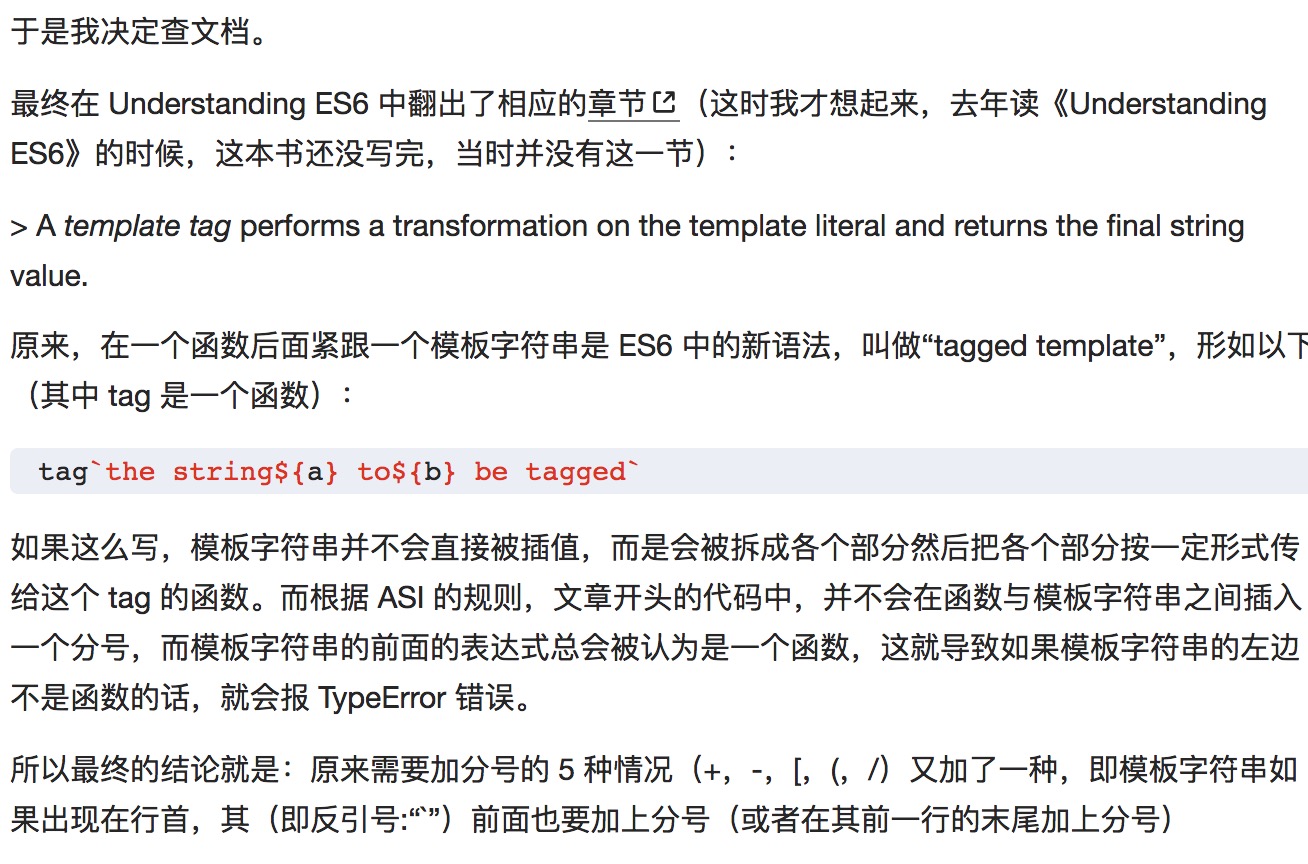 于是我决定查文档。
最终在 Understanding ES6 中翻出了相应的章节（这时我才想起来，去年读《Understanding
ES6》的时候，这本书还没写完，当时并没有这一节）：
> A template tag performs a transformation on the template literal and returns the final string
value.
原来，在一个函数后面紧跟一个模板字符串是 ES6 中的新语法，叫做“tagged template”，形如以下
（其中 tag 是一个函数）：
tag`the string${a} to${b} be tagged`
如果这么写，模板字符串并不会直接被插值，而是会被拆成各个部分然后把各个部分按一定形式传
给这个 tag 的函数。而根据 ASI 的规则，文章开头的代码中，并不会在函数与模板字符串之间插入
一个分号，而模板字符串的前面的表达式总会被认为是一个函数，这就导致如果模板字符串的左边
不是函数的话，就会报 TypeError 错误。
所以最终的结论就是：原来需要加分号的 5 种情况（+，-，[，(，/）又加了一种，即模板字符串如
果出现在行首，其（即反引号:“`”）前面也要加上分号（或者在其前一行的末尾加上分号）